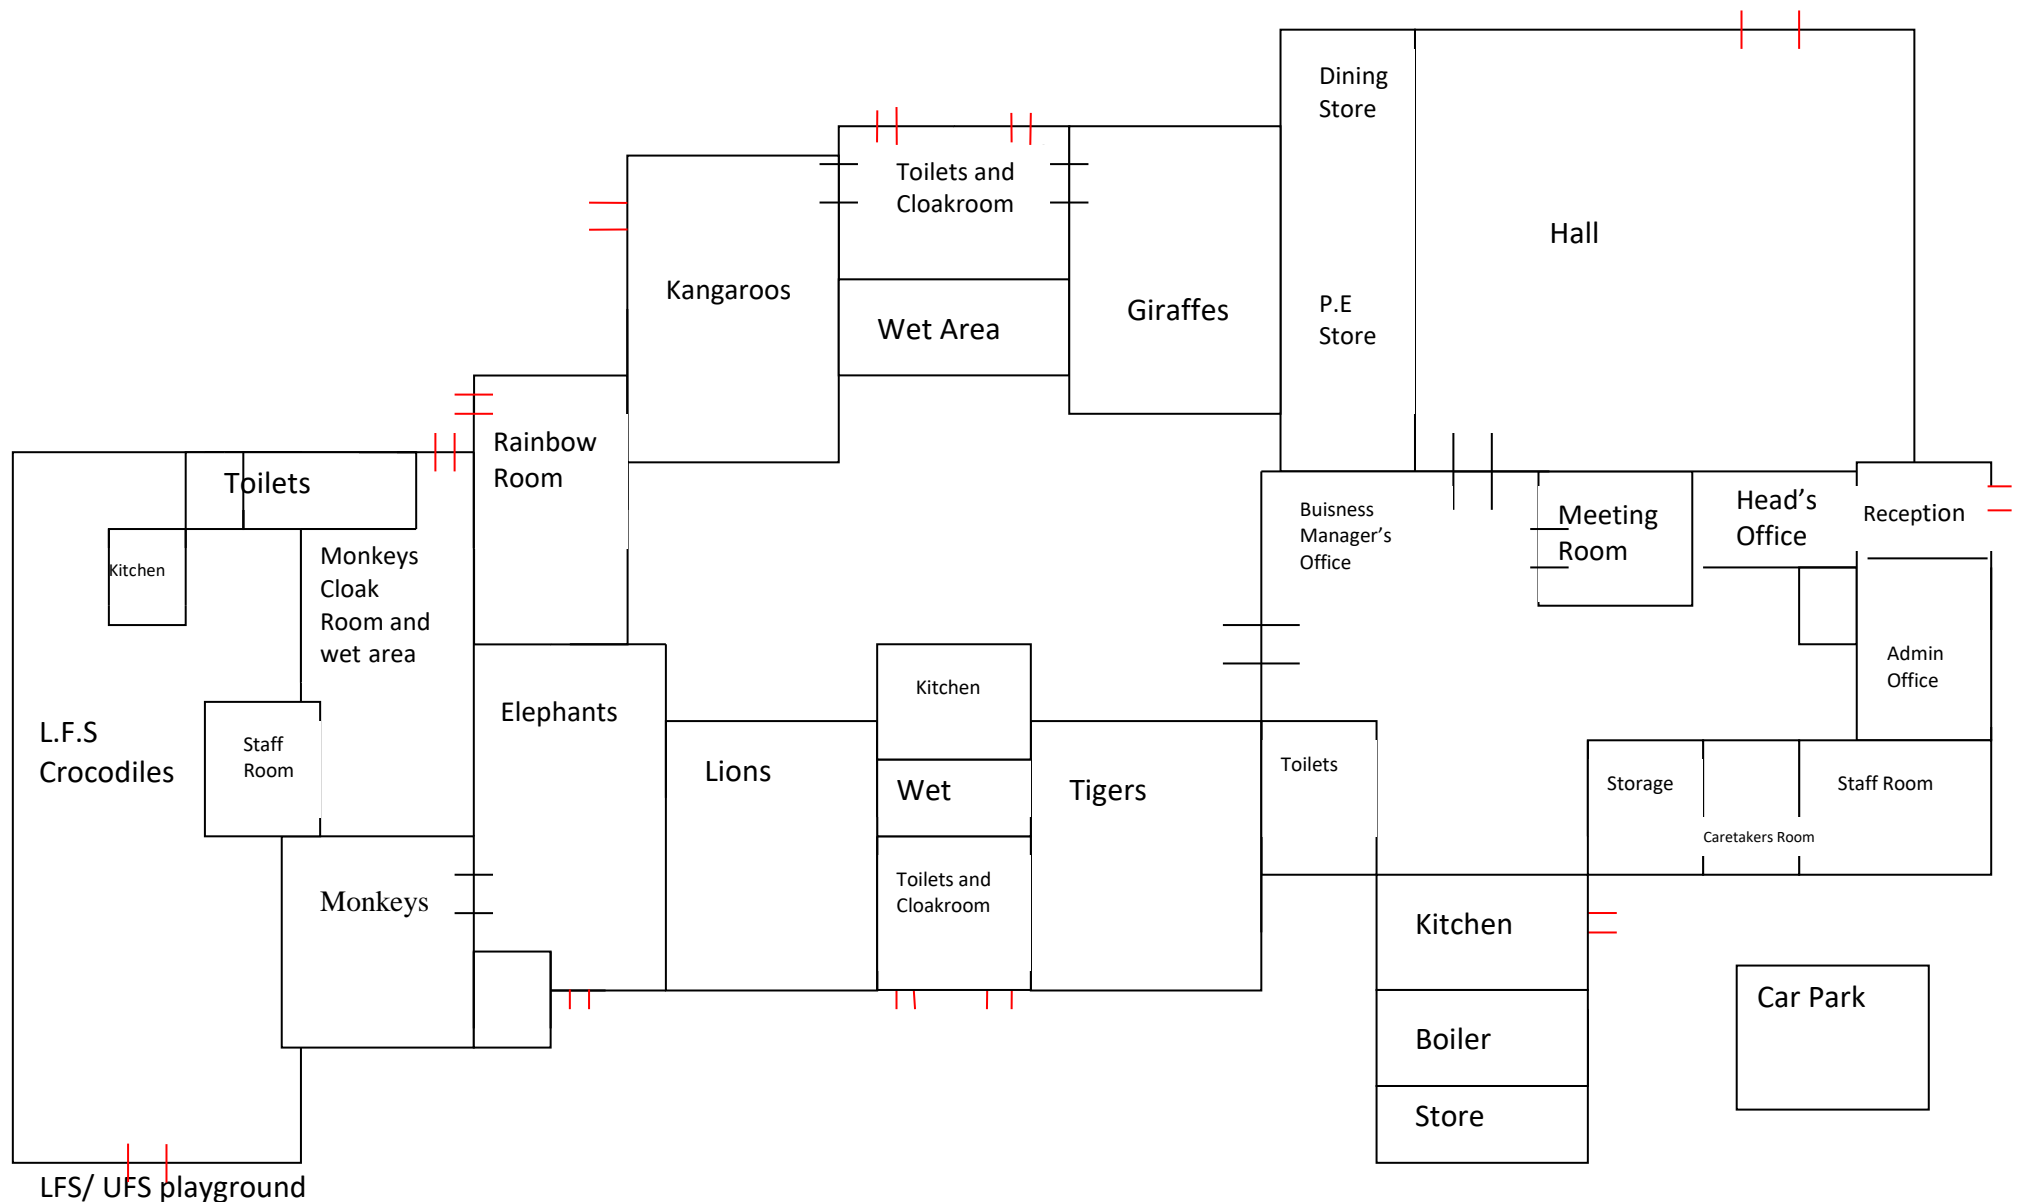 Dining
Store
Toilets and
Cloakroom
Hall
Kangaroos
P.E
Store
Giraffes
Wet Area
Rainbow
Room
Toilets
Buisness
Manager's
Office
Meeting
Room
Head's
Office
Reception
Kitchen
Monkeys
Cloak
Room and
wet area
Kitchen
Admin
Office
Elephants
L.F.S
Crocodiles
Staff
Room
Lions
Wet
Tigers
Toilets
Storage
Staff Room
Caretakers Room
Monkeys
Toilets and
Cloakroom
Kitchen
Car Park
Boiler
Store
LFS/ UFS playground